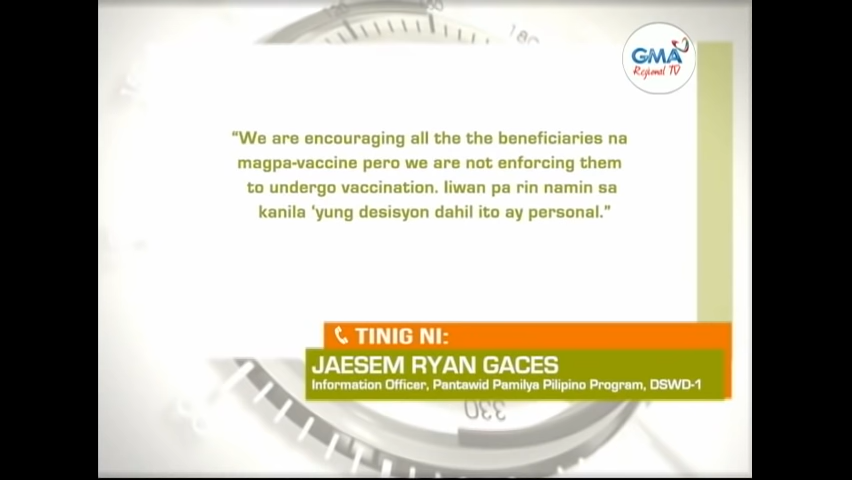 GMA
Regional TV
180
“We are encouraging all the the beneficiaries na
magpa-vaccine pero we are not enforcing them
to undergo vaccination. Iiwan pa rin namin sa
kanila ‘yung desisyon dahil ito ay personal.”
TINIG NI:
JAESEM RYAN GACES
Information Officer, Pantawid Pamilya Pilipino Program, DSWD-1
330